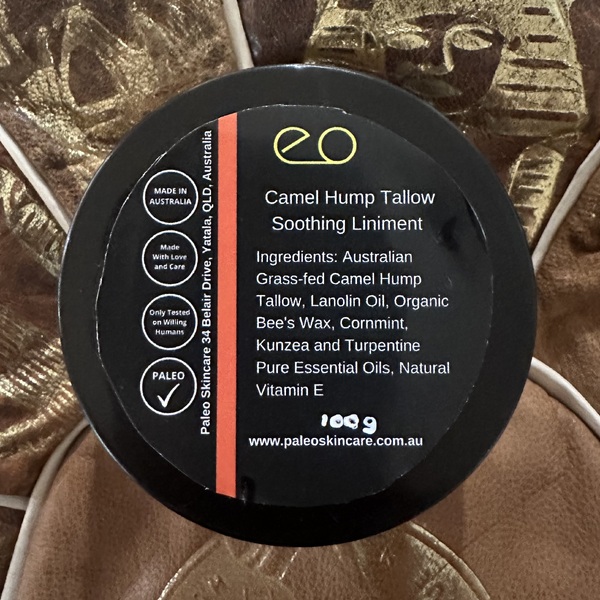 eo
Camel Hump Tallow
Soothing Liniment
Ingredients: Australian
Grass-fed Camel Hump
Tallow, Lanolin Oil, Organic
Bee's Wax, Cornmint,
Kunzea and Turpentine
Pure Essential Oils, Natural
Vitamin E
100g
www.paleoskincare.com.au
Paleo Skincare 34 Belair Drive, Yatala, QLD, Australia
MADE IN
AUSTRALIA
Made
With Love
and Care
Only Tested
on Willing
Humans
PALEO